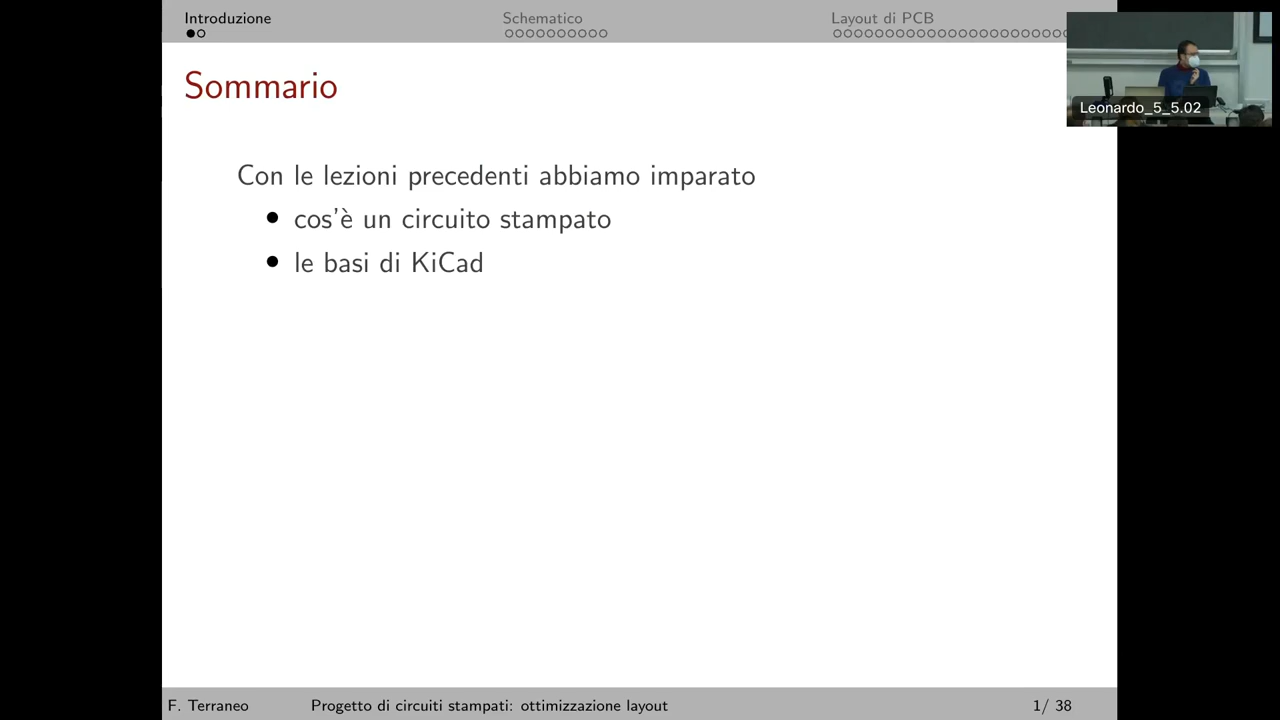 Introduzione
Schematico
Layout di PCB
Leonardo_5_5.02
Sommario
Con le lezioni precedenti abbiamo imparato
cos'è un circuito stampato
le basi di KiCad
F. Terraneo
Progetto di circuiti stampati: ottimizzazione layout
1/ 38